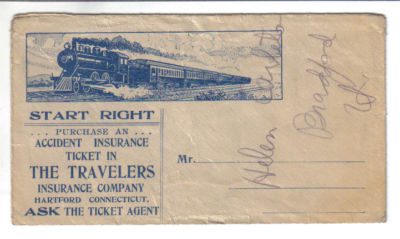 START RIGHT
... PURCHASE AN ...
ACCIDENT INSURANCE
TICKET IN
THE TRAVELERS
INSURANCE COMPANY
HARTFORD CONNECTICUT.
ASK THE TICKET AGENT
Mr.
Helen
Bradford